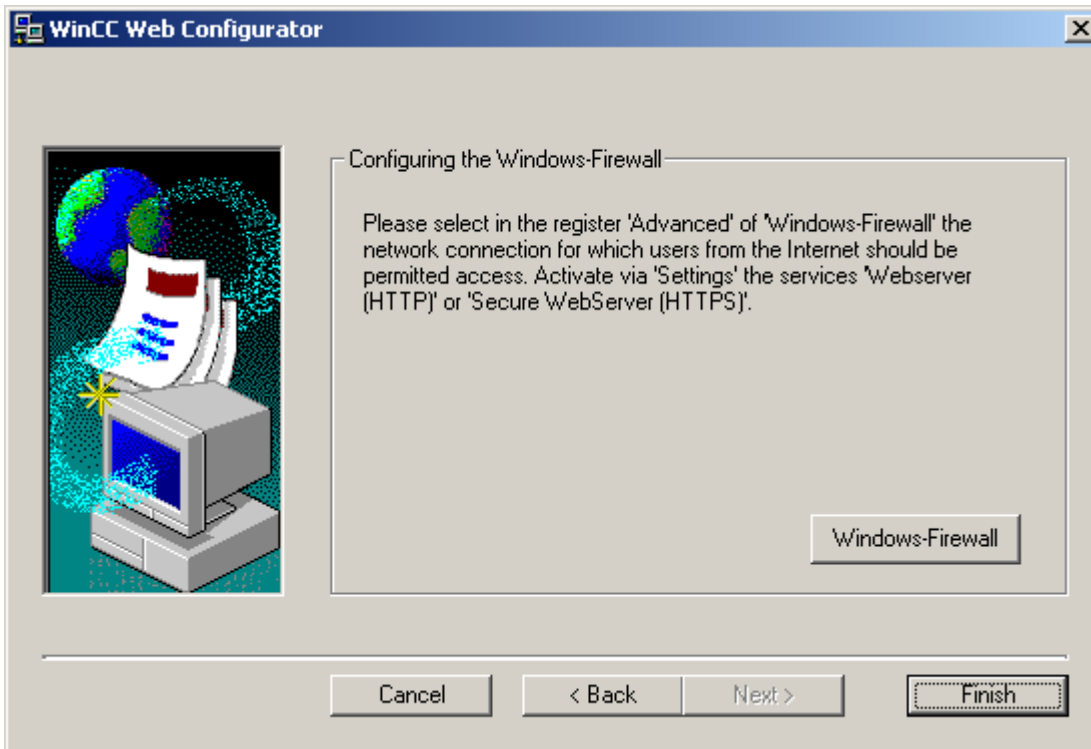 WinCC Web Configurator
Configuring the Windows-Firewall
Please select in the register 'Advanced' of 'Windows-Firewall' the
network connection for which users from the Internet should be
permitted access. Activate via 'Settings' the services 'Webserver
(HTTP)' or 'Secure WebServer (HTTPS)'.
Windows-Firewall
Cancel
< Back
Next >
Finish